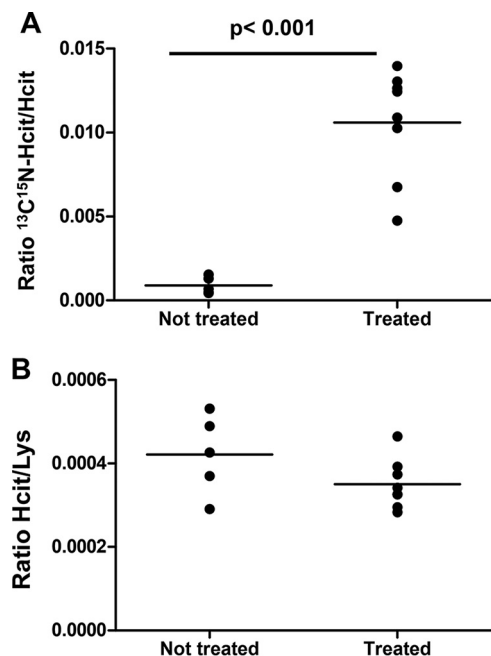 A
p< 0.001
Ratio ¹³C¹⁵N-Hcit/Hcit
0.015
0.010
0.005
0.000
Not treated Treated
B
Ratio Hcit/Lys
0.0006
0.0004
0.0002
0.0000
Not treated Treated